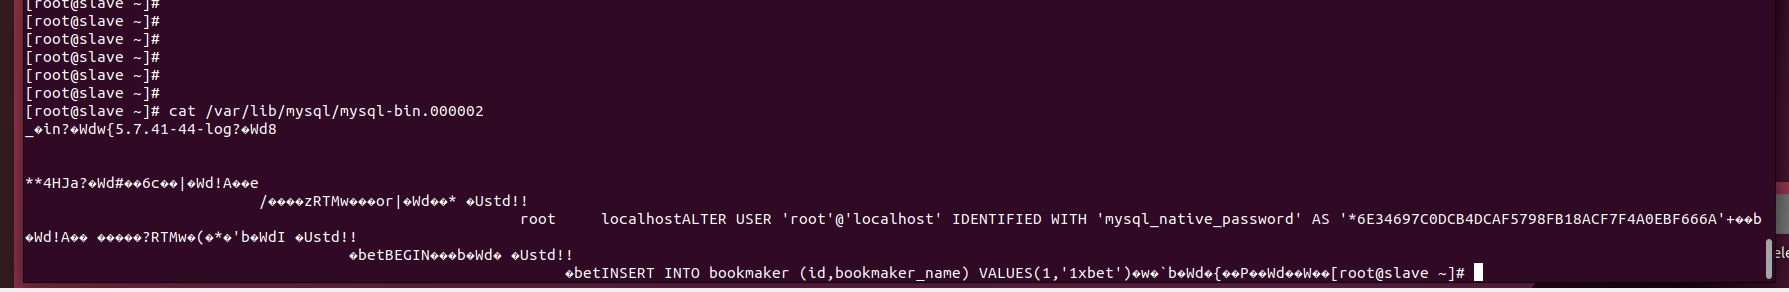 [root@slave ~]#
[root@slave ~]#
[root@slave ~]#
[root@slave ~]#
[root@slave ~]#
[root@slave ~]#
[root@slave ~]# cat /var/lib/mysql/mysql-bin.000002
_�in?�Wdw{5.7.41-44-log?�Wd8
**4HJa?�Wd#��6c��|�Wd!A��e
/����zRTMw���or|�Wd��* �Ustd!!
root localhostALTER USER 'root'@'localhost' IDENTIFIED WITH 'mysql_native_password' AS '*6E34697C0DCB4DCAF5798FB18ACF7F4A0EBF666A'+��b
�Wd!A�� �����?RTMw�(�*�'b�WdI �Ustd!!
�betBEGIN���b�Wd� �Ustd!!
�betINSERT INTO bookmaker (id,bookmaker_name) VALUES(1,'1xbet')�w�`b�Wd�{��P��Wd��W��[root@slave ~]#